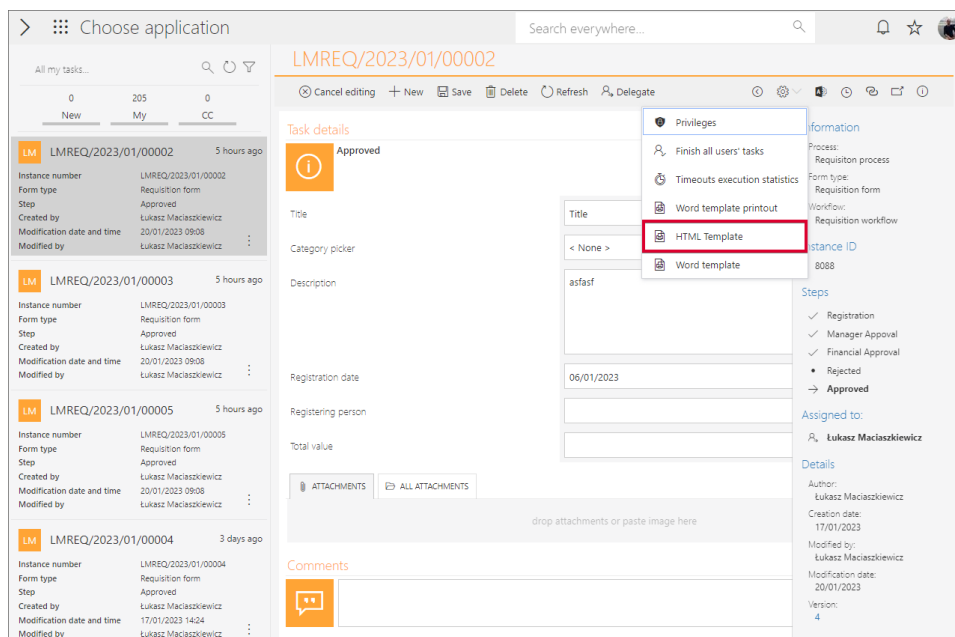 Choose application
Search everywhere...
All my tasks...
0 205 0
New My CC
LM LMREQ/2023/01/00002 5 hours ago
Instance number LMREQ/2023/01/00002
Form type Requisition form
Step Approved
Created by Łukasz Maciaszkiewicz
Modification date and time 20/01/2023 09:08
Modified by Łukasz Maciaszkiewicz
LM LMREQ/2023/01/00003 5 hours ago
Instance number LMREQ/2023/01/00003
Form type Requisition form
Step Approved
Created by Łukasz Maciaszkiewicz
Modification date and time 20/01/2023 09:08
Modified by Łukasz Maciaszkiewicz
LM LMREQ/2023/01/00005 5 hours ago
Instance number LMREQ/2023/01/00005
Form type Requisition form
Step Approved
Created by Łukasz Maciaszkiewicz
Modification date and time 20/01/2023 09:08
Modified by Łukasz Maciaszkiewicz
LM LMREQ/2023/01/00004 3 days ago
Instance number LMREQ/2023/01/00004
Form type Requisition form
Step Approved
Created by Łukasz Maciaszkiewicz
Modification date and time 17/01/2023 14:24
Modified by Łukasz Maciaszkiewicz
LMREQ/2023/01/00002
Cancel editing New Save Delete Refresh Delegate
Task details
Approved
Title Title
Category picker < None >
Description asfasf
Registration date 06/01/2023
Registering person
Total value
ATTACHMENTS ALL ATTACHMENTS
drop attachments or paste image here
Comments
Privileges
Finish all users' tasks
Timeouts execution statistics
Word template printout
HTML Template
Word template
formation
Process:
Requisiton process
Form type:
Requisition form
Workflow:
Requisition workflow
stance ID
8088
Steps
Registration
Manager Appoval
Financial Approval
Rejected
Approved
Assigned to:
Łukasz Maciaszkiewicz
Details
Author:
Łukasz Maciaszkiewicz
Creation date:
17/01/2023
Modified by:
Łukasz Maciaszkiewicz
Modification date:
20/01/2023
Version:
4